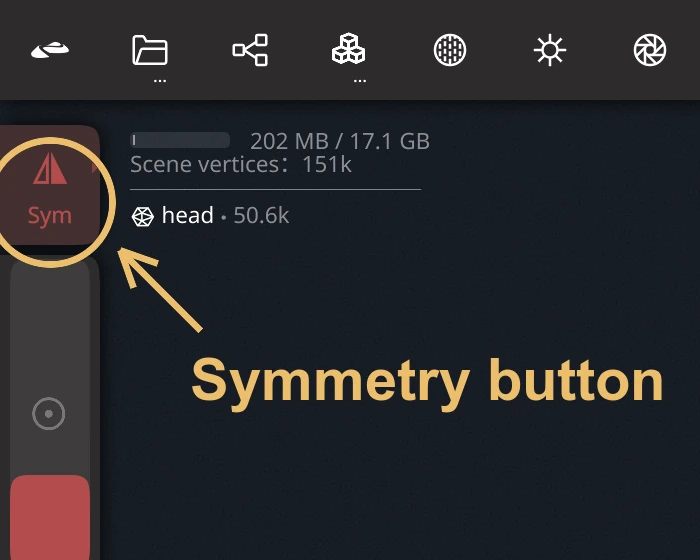 202 MB / 17.1 GB
Scene vertices: 151k
Sym
head • 50.6k
Symmetry button